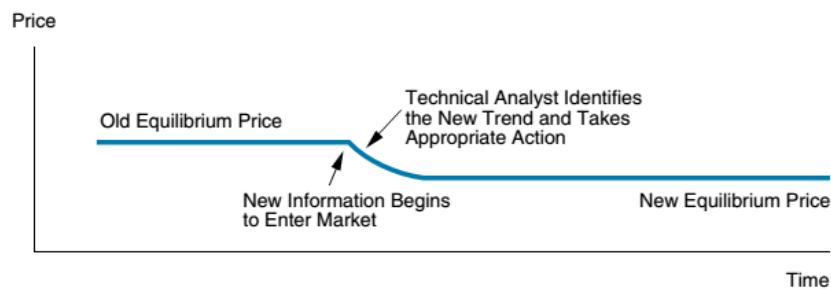 Price
Technical Analyst Identifies
the New Trend and Takes
Appropriate Action
Old Equilibrium Price
New Information Begins
to Enter Market
New Equilibrium Price
Time